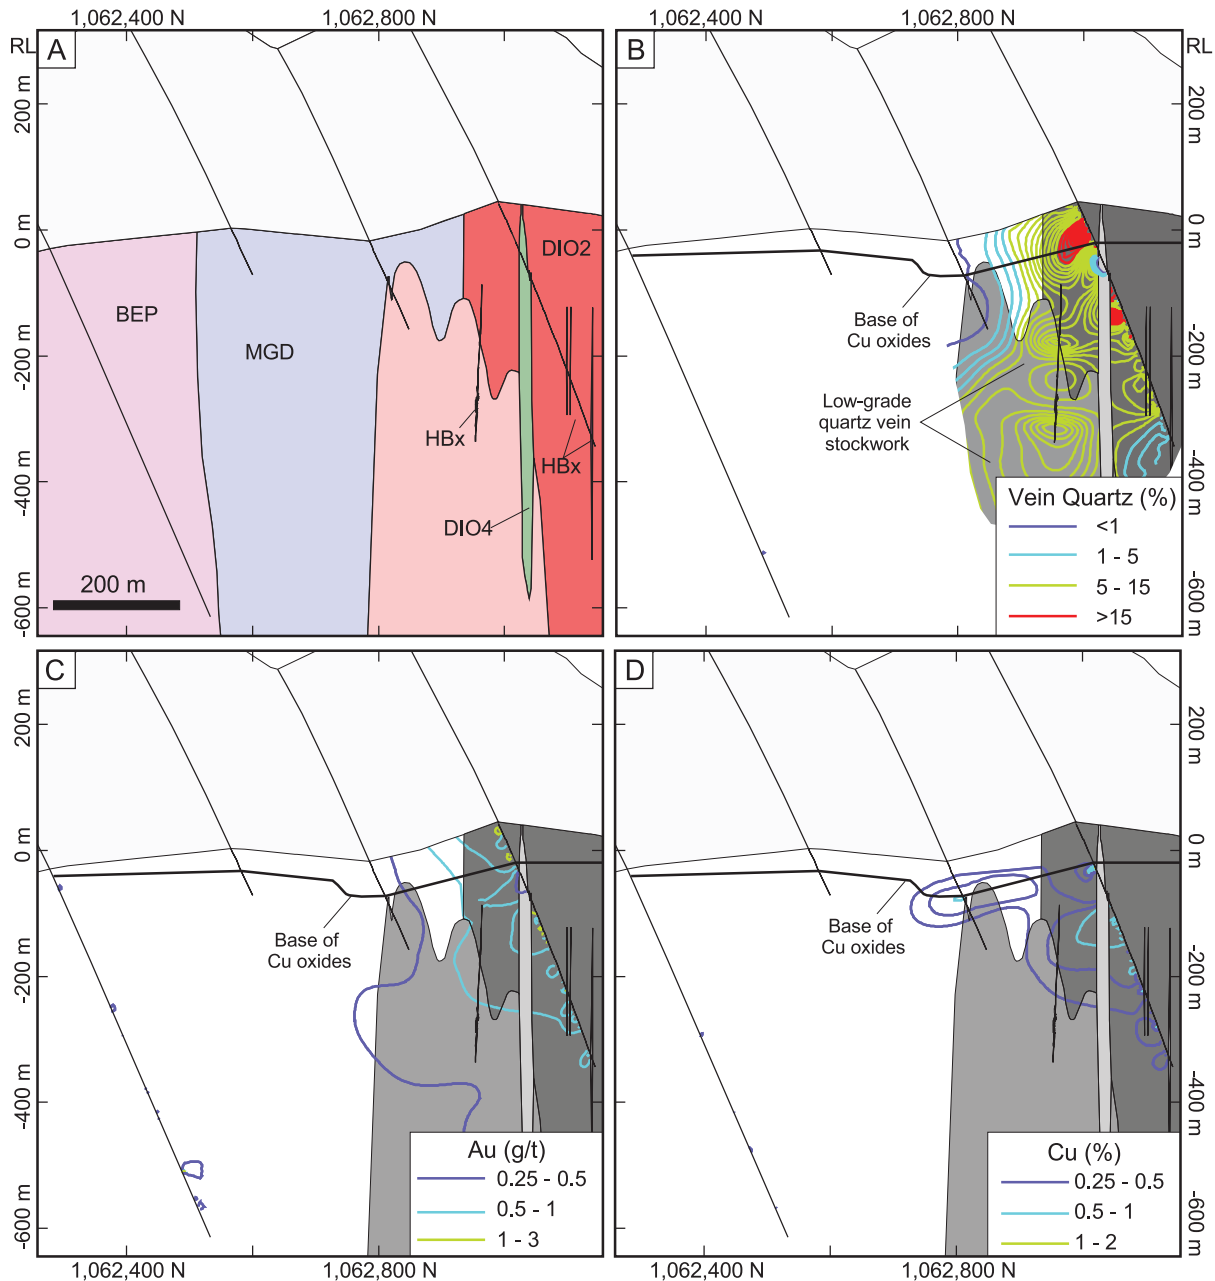 1,062,400 N
1,062,800 N
1,062,400 N
1,062,800 N
RL
A
B
RL
200 m
0 m
-200 m
-400 m
-600 m
BEP
MGD
DIO2
HBx
HBx
DIO4
200 m
Base of
Cu oxides
Low-grade
quartz vein
stockwork
Vein Quartz (%)
<1
1 - 5
5 - 15
>15
200 m
0 m
-200 m
-400 m
-600 m
C
D
200 m
0 m
-200 m
-400 m
-600 m
Base of
Cu oxides
Au (g/t)
0.25 - 0.5
0.5 - 1
1 - 3
Base of
Cu oxides
Cu (%)
0.25 - 0.5
0.5 - 1
1 - 2
200 m
0 m
-200 m
-400 m
-600 m
1,062,400 N
1,062,800 N
1,062,400 N
1,062,800 N